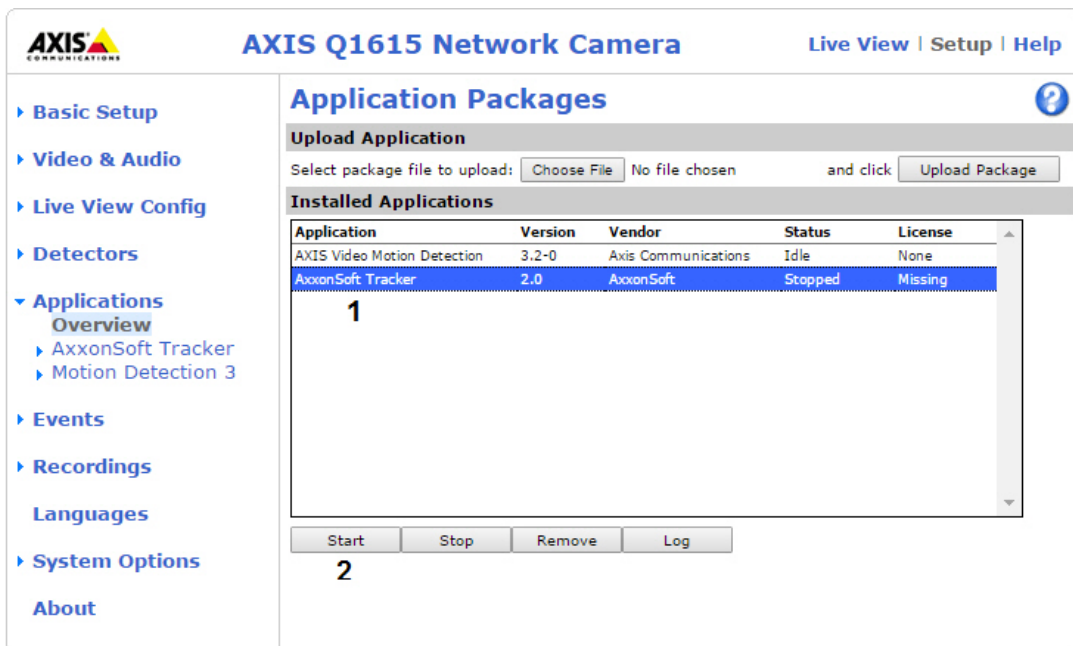 AXIS
COMMUNICATIONS
AXIS Q1615 Network Camera
Live View | Setup | Help
Basic Setup
Video & Audio
Live View Config
Detectors
Applications
Overview
AxxonSoft Tracker
Motion Detection 3
Events
Recordings
Languages
System Options
About
Application Packages
?
Upload Application
Select package file to upload: Choose File No file chosen and click Upload Package
Installed Applications
Application Version Vendor Status License
AXIS Video Motion Detection 3.2-0 Axis Communications Idle None
AxxonSoft Tracker 2.0 AxxonSoft Stopped Missing
1
Start Stop Remove Log
2